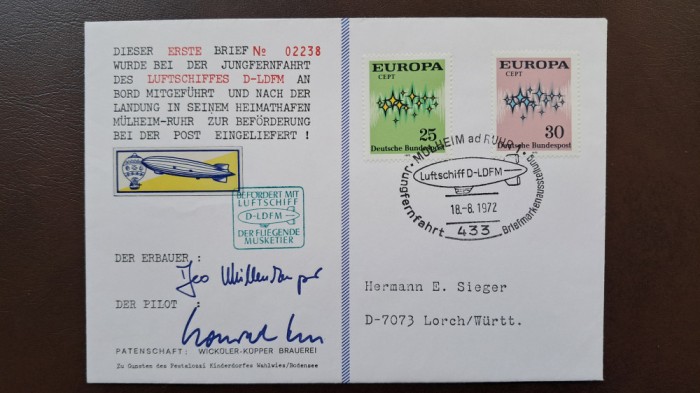 DIESER ERSTE BRIEF № 02238
WURDE BEI DER JUNGFERNFAHRT
DES LUFTSCHIFFES D-LDFM AN
BORD MITGEFÜHRT UND NACH DER
LANDUNG IN SEINEM HEIMATHAFEN
MÜLHEIM-RUHR ZUR BEFÖRDERUNG
BEI DER POST EINGELIEFERT !
BEFÖRDERT MIT
LUFTSCHIFF
D-LDFM
DER FLIEGENDE
MUSKETIER
DER ERBAUER :
DER PILOT :
PATENSCHAFT : WICKÜLER-KÜPPER BRAUEREI
Zu Gunsten des Pestalozzi Kinderdorfes Wahlwies/Bodensee
EUROPA
CEPT
25
Deutsche Bundespost
EUROPA
CEPT
30
Deutsche Bundespost
MÜLHEIM ad RUHR 1
Luftschiff D-LDFM
18.-8.1972
Jungfernfahrt
433
Briefmarkenausstellung
Hermann E. Sieger
D-7073 Lorch/Württ.